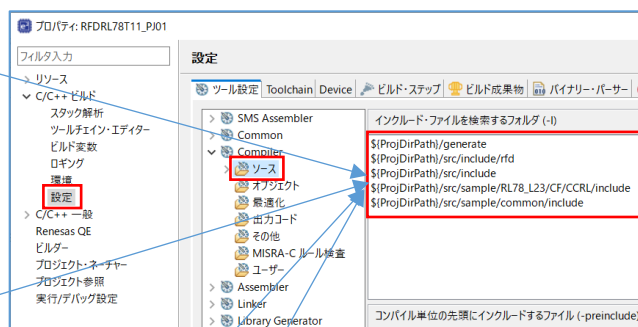 プロパティ: RFDRL78T11_PJ01
フィルタ入力
設定
リソース
C/C++ ビルド
スタック解析
ツールチェイン・エディター
ビルド変数
ロギング
環境
設定
C/C++ 一般
Renesas QE
ビルダー
プロジェクト・ネーチャー
プロジェクト参照
実行/デバッグ設定
ツール設定 Toolchain Device ビルド・ステップ ビルド成果物 バイナリー・パーサー
SMS Assembler
Common
Compiler
ソース
オブジェクト
最適化
出力コード
その他
MISRA-C ルール検査
ユーザー
Assembler
Linker
Library Generator
インクルード・ファイルを検索するフォルダ (-I)
${ProjDirPath}/generate
${ProjDirPath}/src/include/rfd
${ProjDirPath}/src/include
${ProjDirPath}/src/sample/RL78_L23/CF/CCRL/include
${ProjDirPath}/src/sample/common/include
コンパイル単位の先頭にインクルードするファイル (-preinclude)